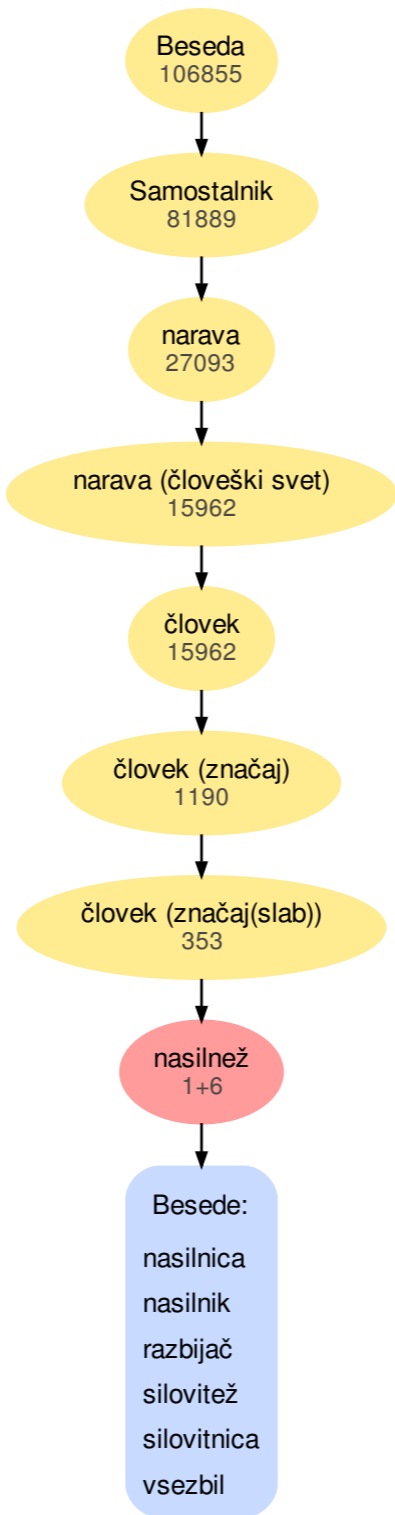 Beseda
106855
Samostalnik
81889
narava
27093
narava (človeški svet)
15962
človek
15962
človek (značaj)
1190
človek (značaj(slab))
353
nasilnež
1+6
Besede:
nasilnica
nasilnik
razbijač
silovitež
silovitnica
vsezbil